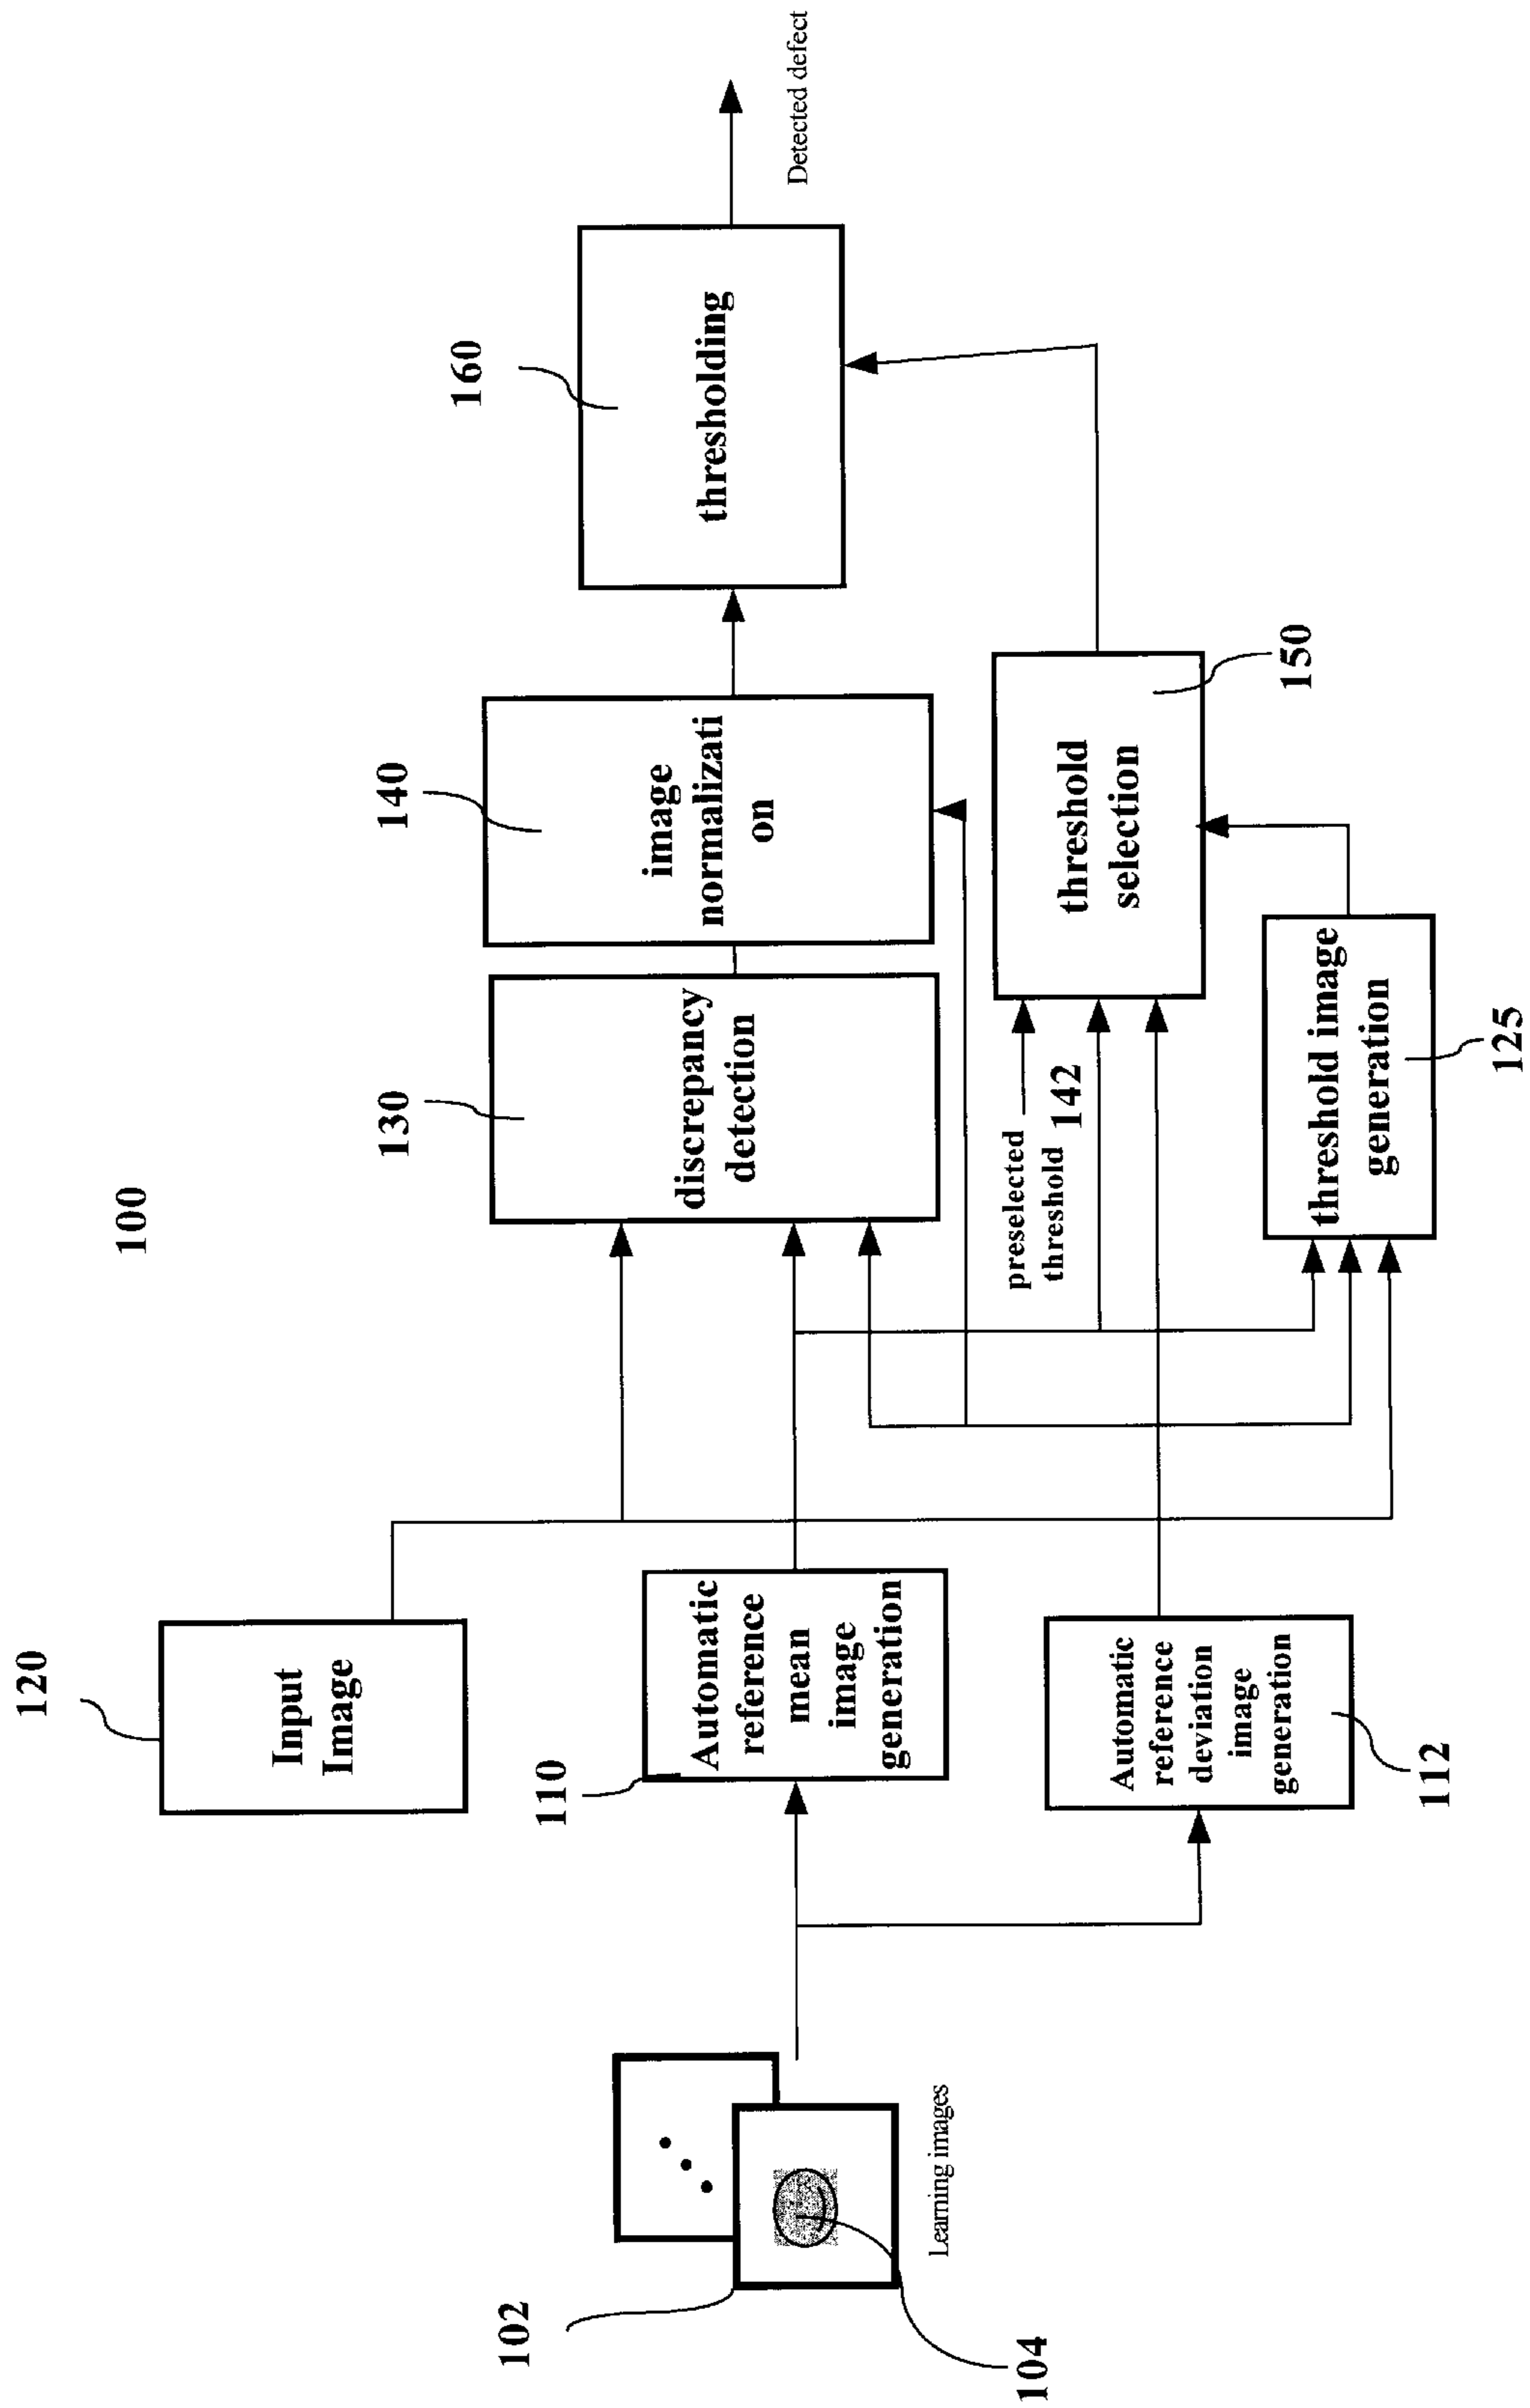 100
120
Input
Image
110
Automatic
reference
mean
image
generation
Automatic
reference
deviation
image
generation
112
102
104
Learning images
130
discrepancy
detection
140
image
normalizati
on
160
thresholding
Detected defect
preselected
threshold
142
threshold
selection
150
threshold image
generation
125